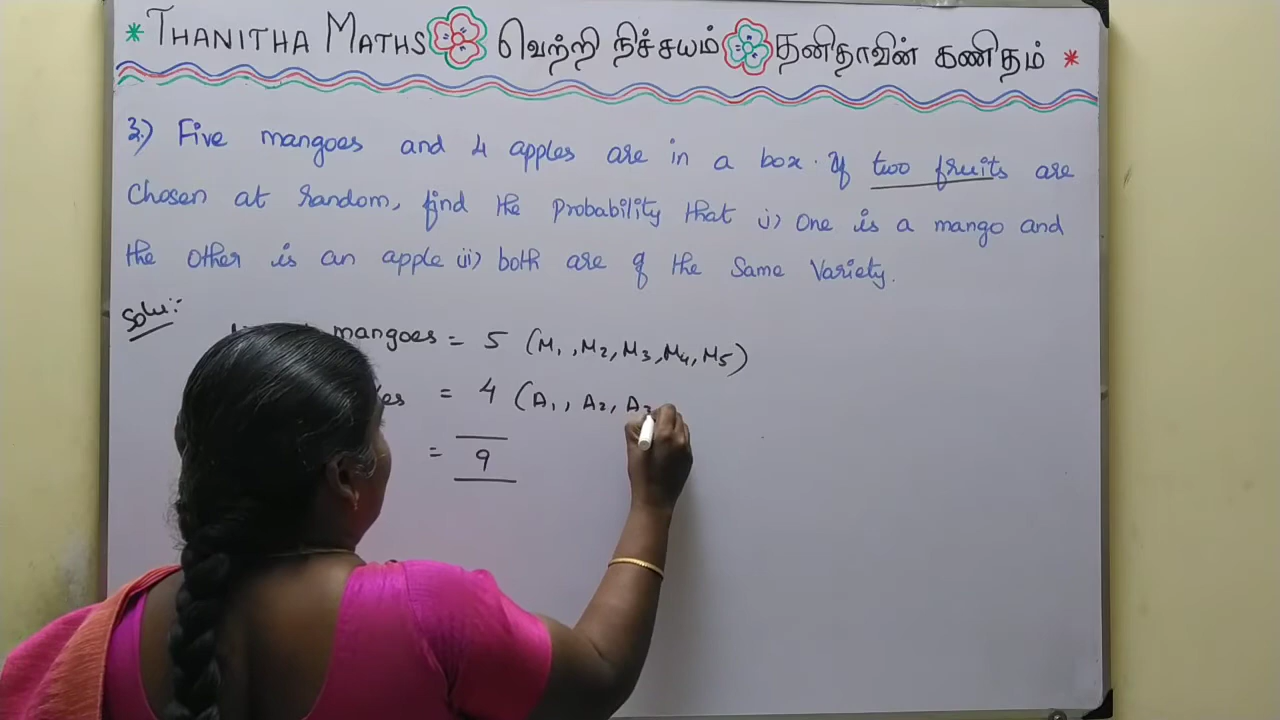 * THANITHA MATHS வெற்றி நிச்சயம் தனிதாவின் கணிதம் *
3.) Five mangoes and 4 apples are in a box. If two fruits are
chosen at random, find the probability that i) One is a mango and
the other is an apple ii) both are of the same variety.
Solu:-
mangoes = 5 (M1, M2, M3, M4, M5)
= 4 (A1, A2, A3
= 9